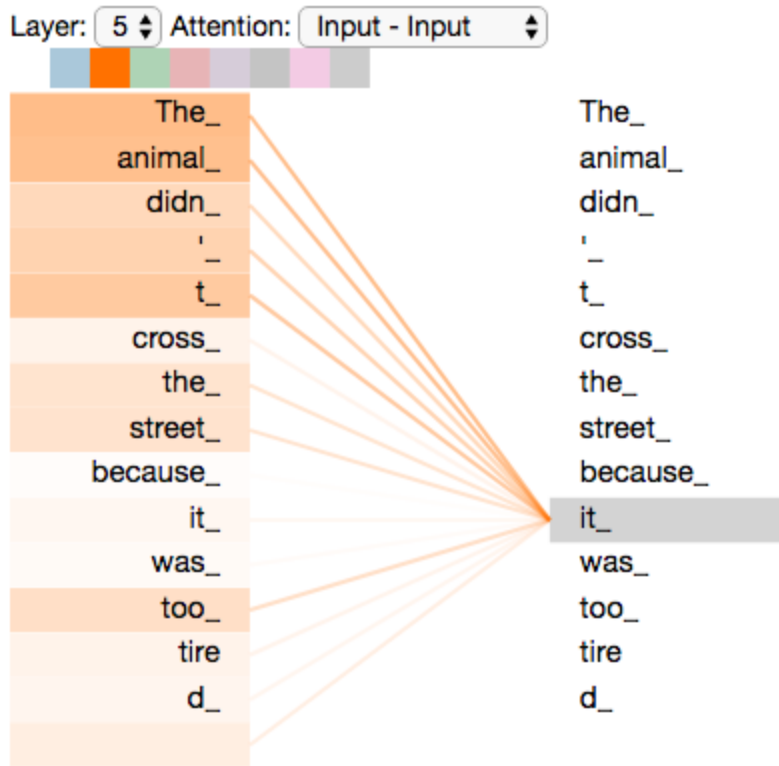 Layer: 5 Attention: Input - Input
The_ The_
animal_ animal_
didn_ didn_
'_ '_
t_ t_
cross_ cross_
the_ the_
street_ street_
because_ because_
it_ it_
was_ was_
too_ too_
tire tire
d_ d_